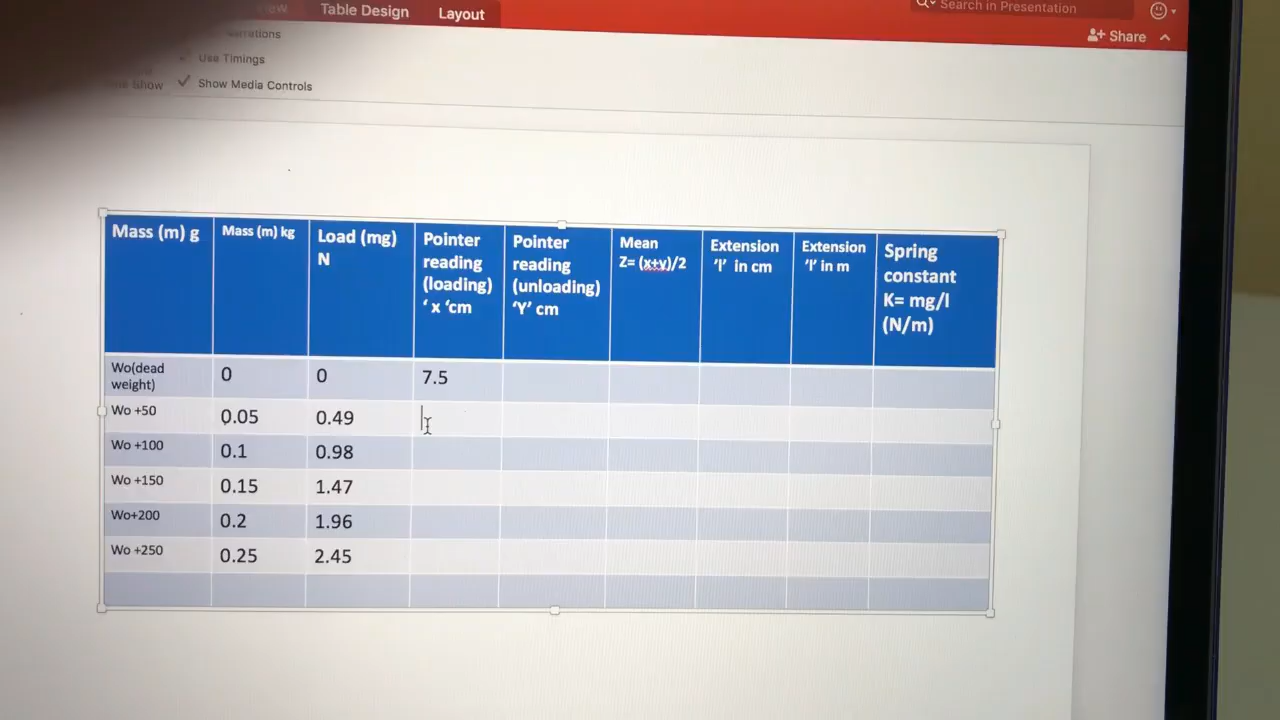 Table Design
Layout
Search in Presentation
Share
Use Timings
Show
Show Media Controls
Mass (m) g
Mass (m) kg
Load (mg)
N
Pointer
reading
(loading)
‘ x ‘cm
Pointer
reading
(unloading)
‘Y’ cm
Mean
Z= (x+y)/2
Extension
‘l’ in cm
Extension
‘l’ in m
Spring
constant
K= mg/l
(N/m)
Wo(dead
weight)
0
0
7.5
Wo +50
0.05
0.49
Wo +100
0.1
0.98
Wo +150
0.15
1.47
Wo+200
0.2
1.96
Wo +250
0.25
2.45